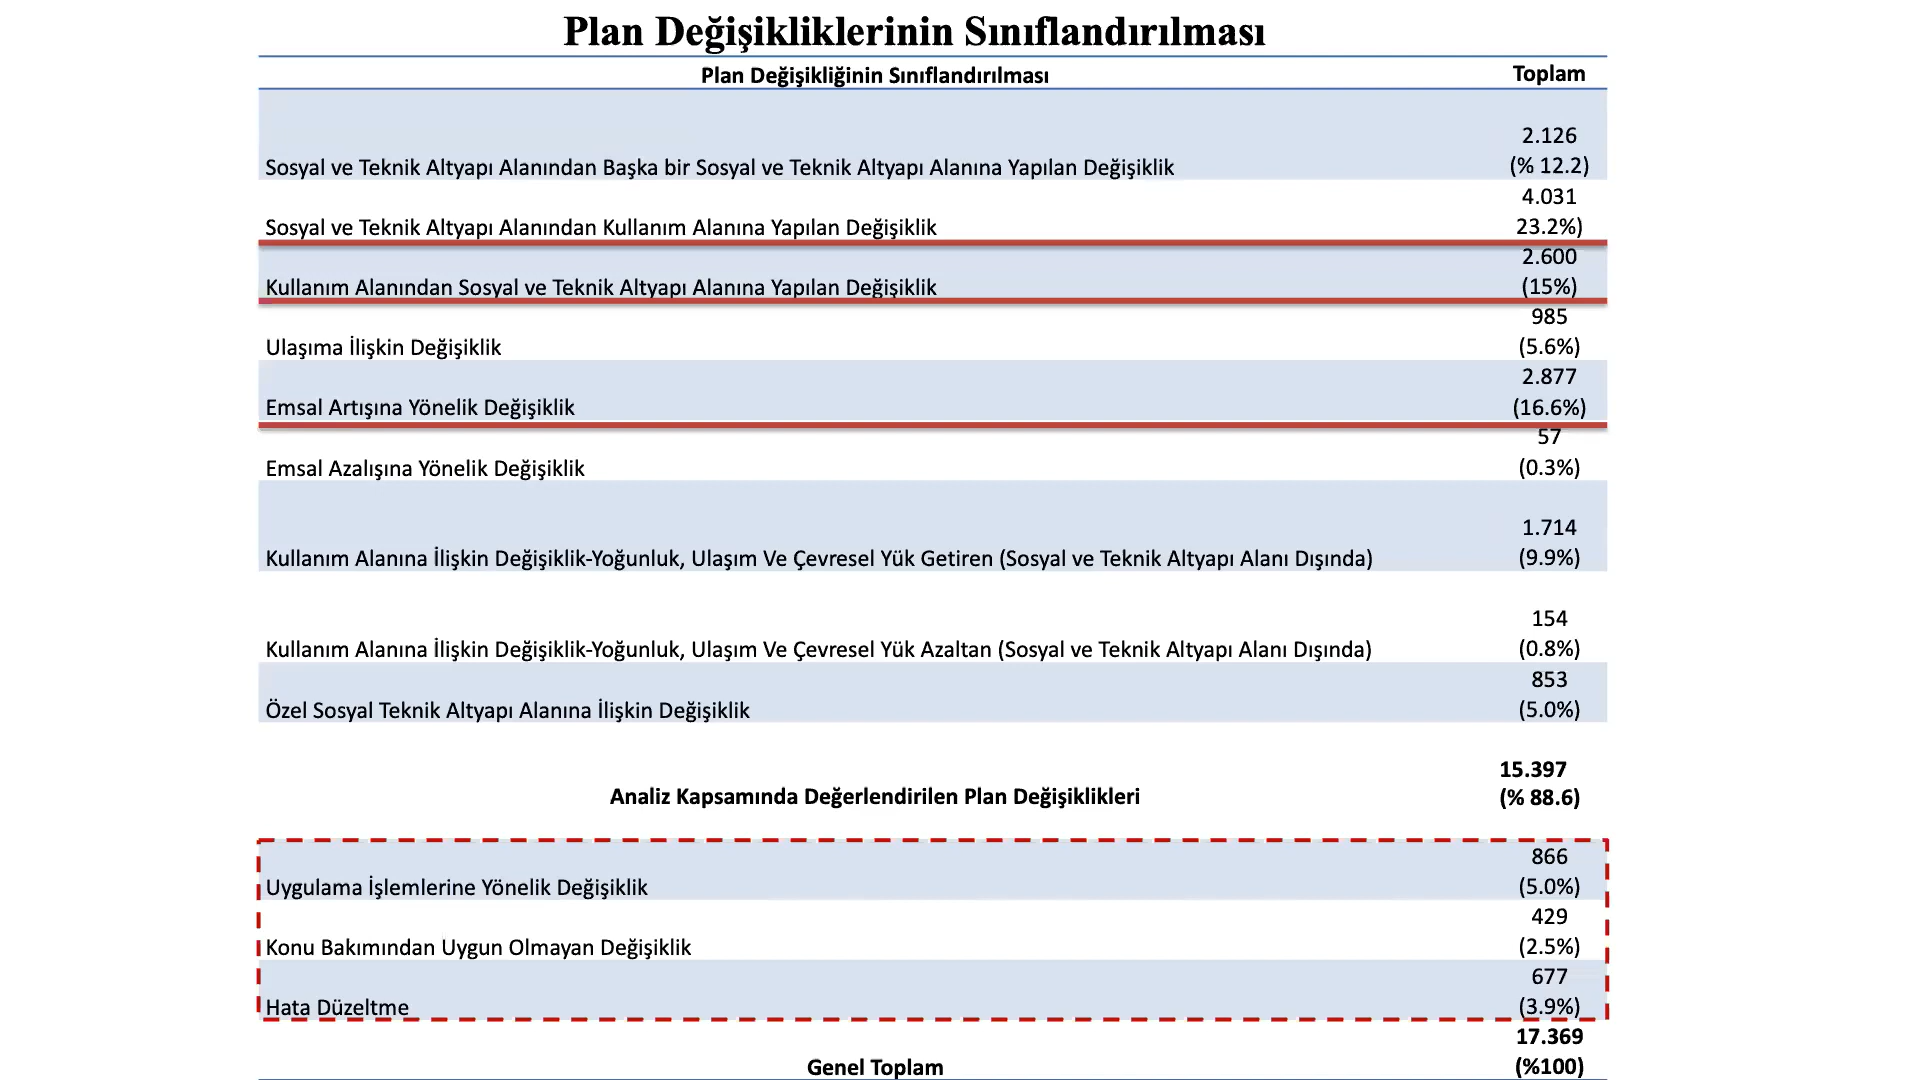 Plan Değişikliklerinin Sınıflandırılması
Plan Değişikliğinin Sınıflandırılması Toplam
2.126
Sosyal ve Teknik Altyapı Alanından Başka bir Sosyal ve Teknik Altyapı Alanına Yapılan Değişiklik (% 12.2)
4.031
Sosyal ve Teknik Altyapı Alanından Kullanım Alanına Yapılan Değişiklik 23.2%)
2.600
Kullanım Alanından Sosyal ve Teknik Altyapı Alanına Yapılan Değişiklik (15%)
985
Ulaşıma İlişkin Değişiklik (5.6%)
2.877
Emsal Artışına Yönelik Değişiklik (16.6%)
57
Emsal Azalışına Yönelik Değişiklik (0.3%)
1.714
Kullanım Alanına İlişkin Değişiklik-Yoğunluk, Ulaşım Ve Çevresel Yük Getiren (Sosyal ve Teknik Altyapı Alanı Dışında) (9.9%)
154
Kullanım Alanına İlişkin Değişiklik-Yoğunluk, Ulaşım Ve Çevresel Yük Azaltan (Sosyal ve Teknik Altyapı Alanı Dışında) (0.8%)
853
Özel Sosyal Teknik Altyapı Alanına İlişkin Değişiklik (5.0%)
15.397
Analiz Kapsamında Değerlendirilen Plan Değişiklikleri (% 88.6)
866
Uygulama İşlemlerine Yönelik Değişiklik (5.0%)
429
Konu Bakımından Uygun Olmayan Değişiklik (2.5%)
677
Hata Düzeltme (3.9%)
17.369
Genel Toplam (%100)